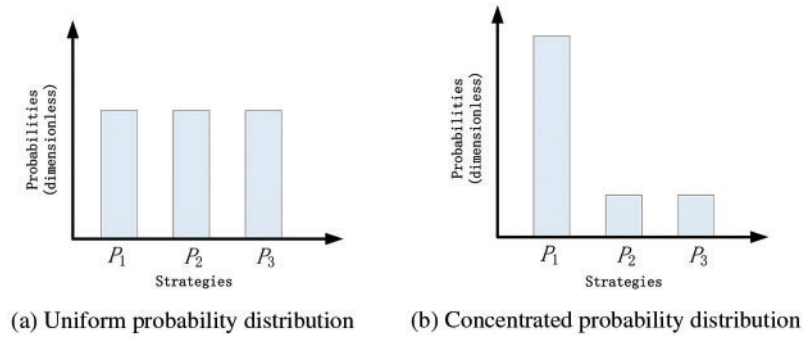 Probabilities
(dimensionless)
P1 P2 P3
Strategies
(a) Uniform probability distribution
Probabilities
(dimensionless)
P1 P2 P3
Strategies
(b) Concentrated probability distribution